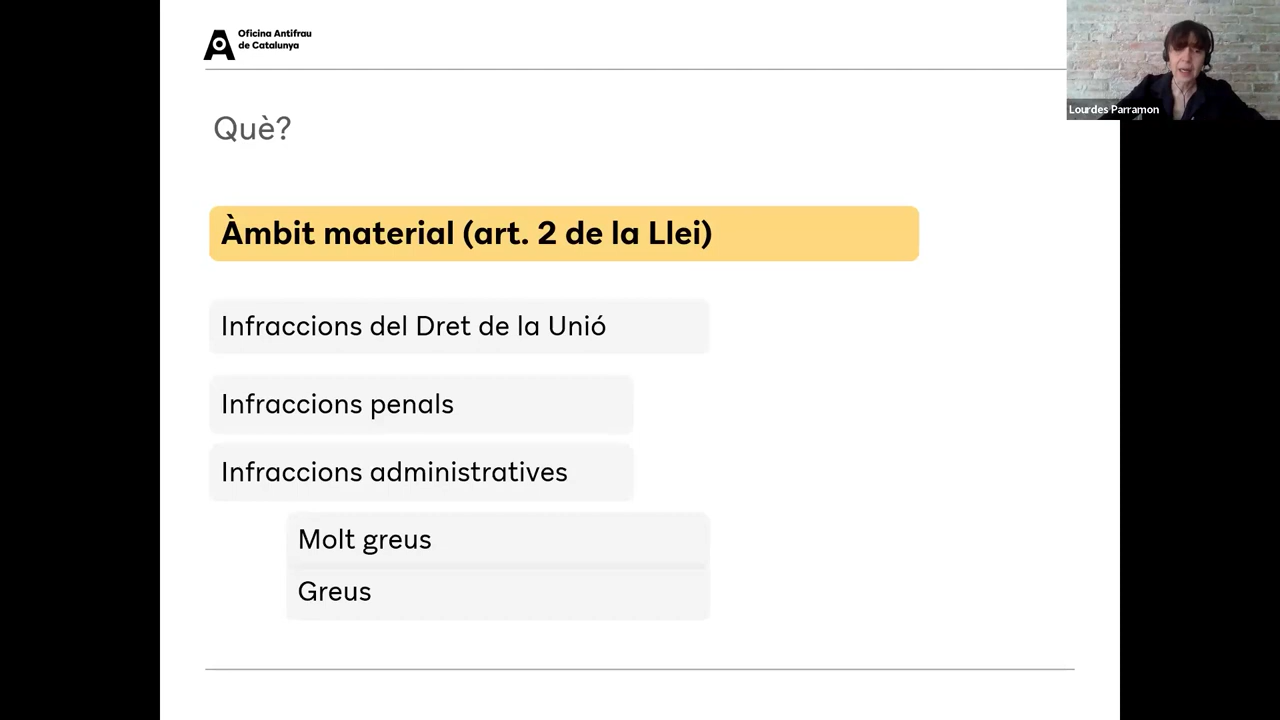 Oficina Antifrau
de Catalunya
Lourdes Parramon
Què?
Àmbit material (art. 2 de la Llei)
Infraccions del Dret de la Unió
Infraccions penals
Infraccions administratives
Molt greus
Greus